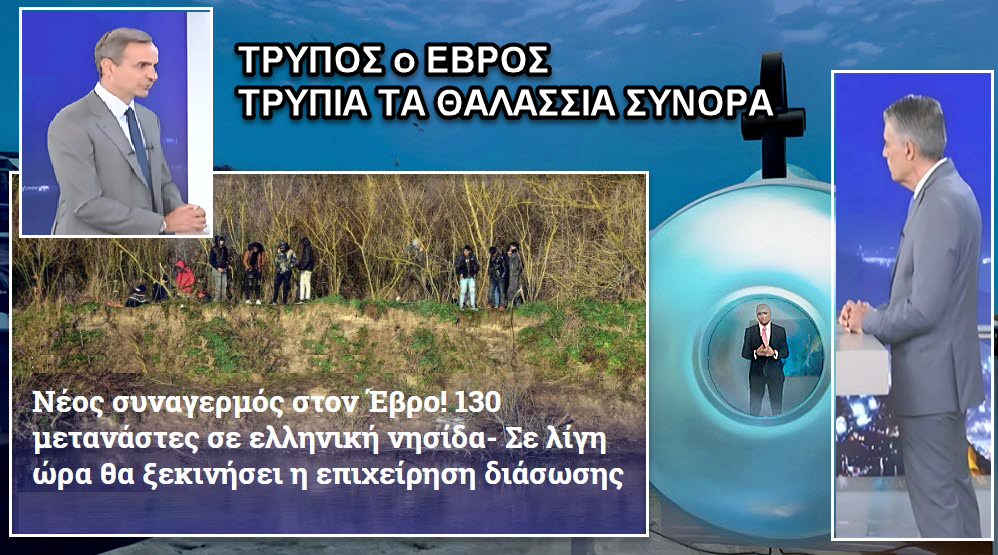 ΤΡΥΠΟΣ ο ΕΒΡΟΣ
ΤΡΥΠΙΑ ΤΑ ΘΑΛΑΣΣΙΑ ΣΥΝΟΡΑ
Νέος συναγερμός στον Έβρο! 130
μετανάστες σε ελληνική νησίδα- Σε λίγη
ώρα θα ξεκινήσει η επιχείρηση διάσωσης